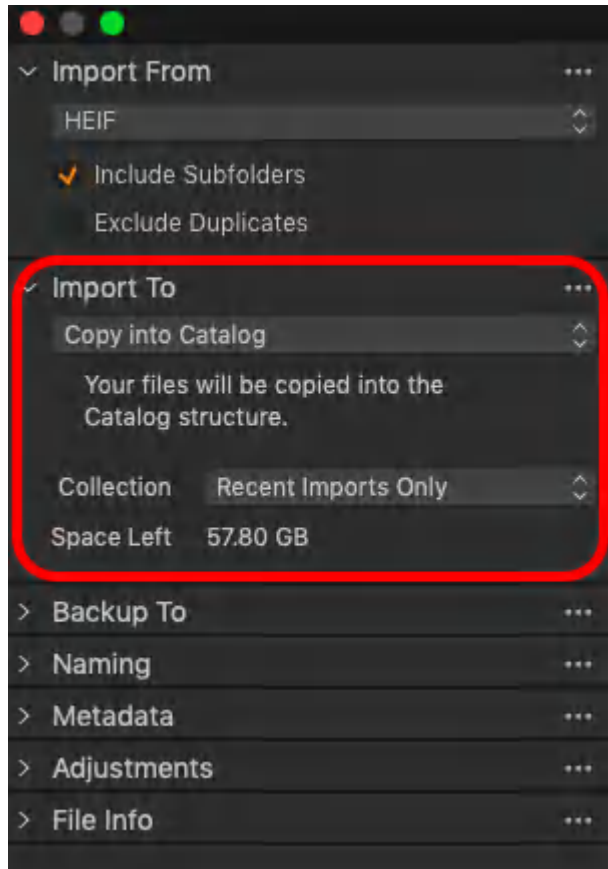 Import From
HEIF
Include Subfolders
Exclude Duplicates
Import To
Copy into Catalog
Your files will be copied into the
Catalog structure.
Collection Recent Imports Only
Space Left 57.80 GB
Backup To
Naming
Metadata
Adjustments
File Info